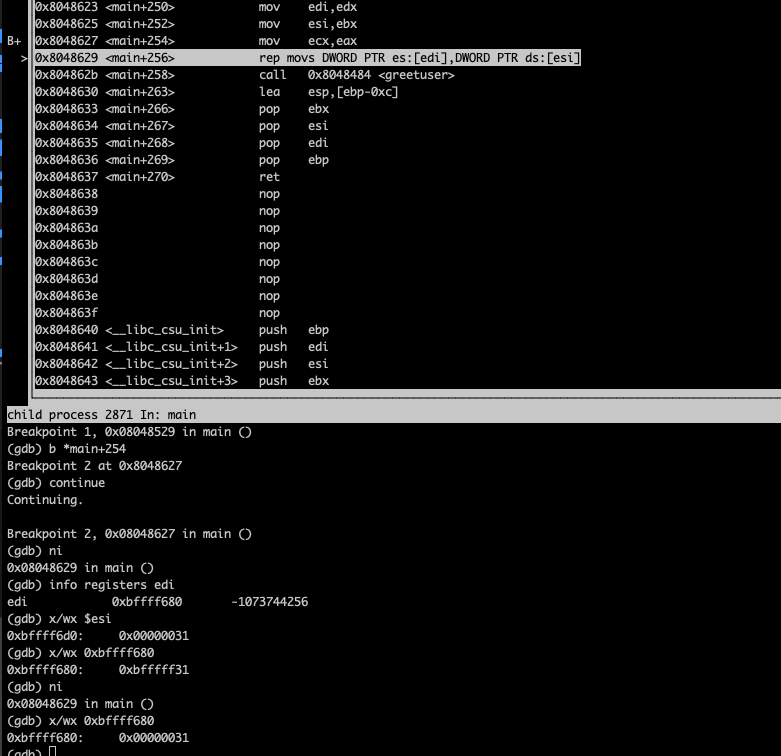 0x8048623 <main+250> mov edi,edx
0x8048625 <main+252> mov esi,ebx
B+ 0x8048627 <main+254> mov ecx,eax
> 0x8048629 <main+256> rep movs DWORD PTR es:[edi],DWORD PTR ds:[esi]
0x804862b <main+258> call 0x8048484 <greetuser>
0x8048630 <main+263> lea esp,[ebp-0xc]
0x8048633 <main+266> pop ebx
0x8048634 <main+267> pop esi
0x8048635 <main+268> pop edi
0x8048636 <main+269> pop ebp
0x8048637 <main+270> ret
0x8048638 nop
0x8048639 nop
0x804863a nop
0x804863b nop
0x804863c nop
0x804863d nop
0x804863e nop
0x804863f nop
0x8048640 <__libc_csu_init> push ebp
0x8048641 <__libc_csu_init+1> push edi
0x8048642 <__libc_csu_init+2> push esi
0x8048643 <__libc_csu_init+3> push ebx
child process 2871 In: main
Breakpoint 1, 0x08048529 in main ()
(gdb) b *main+254
Breakpoint 2 at 0x8048627
(gdb) continue
Continuing.
Breakpoint 2, 0x08048627 in main ()
(gdb) ni
0x08048629 in main ()
(gdb) info registers edi
edi 0xbffff680 -1073744256
(gdb) x/wx $esi
0xbffff6d0: 0x00000031
(gdb) x/wx 0xbffff680
0xbffff680: 0xbfffff31
(gdb) ni
0x08048629 in main ()
(gdb) x/wx 0xbffff680
0xbffff680: 0x00000031
(gdb)